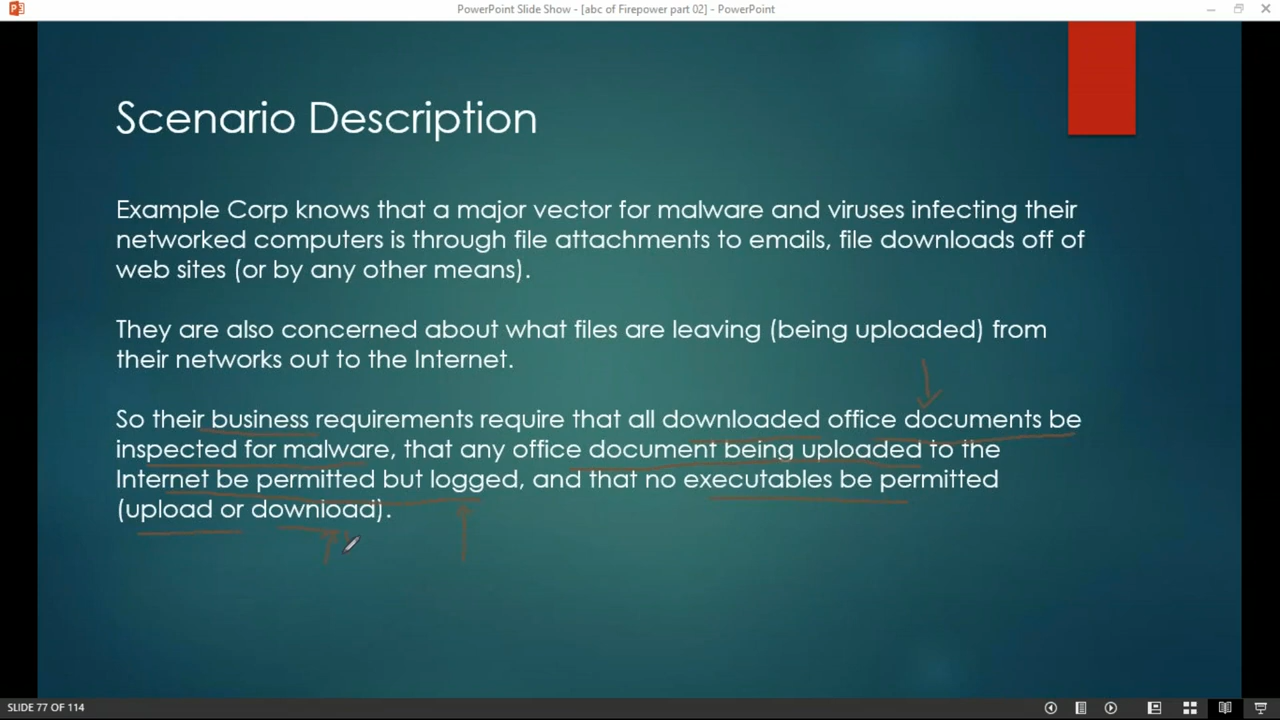 PowerPoint Slide Show - [abc of Firepower part 02] - PowerPoint
Scenario Description
Example Corp knows that a major vector for malware and viruses infecting their
networked computers is through file attachments to emails, file downloads off of
web sites (or by any other means).
They are also concerned about what files are leaving (being uploaded) from
their networks out to the Internet.
So their business requirements require that all downloaded office documents be
inspected for malware, that any office document being uploaded to the
Internet be permitted but logged, and that no executables be permitted
(upload or download).
SLIDE 77 OF 114